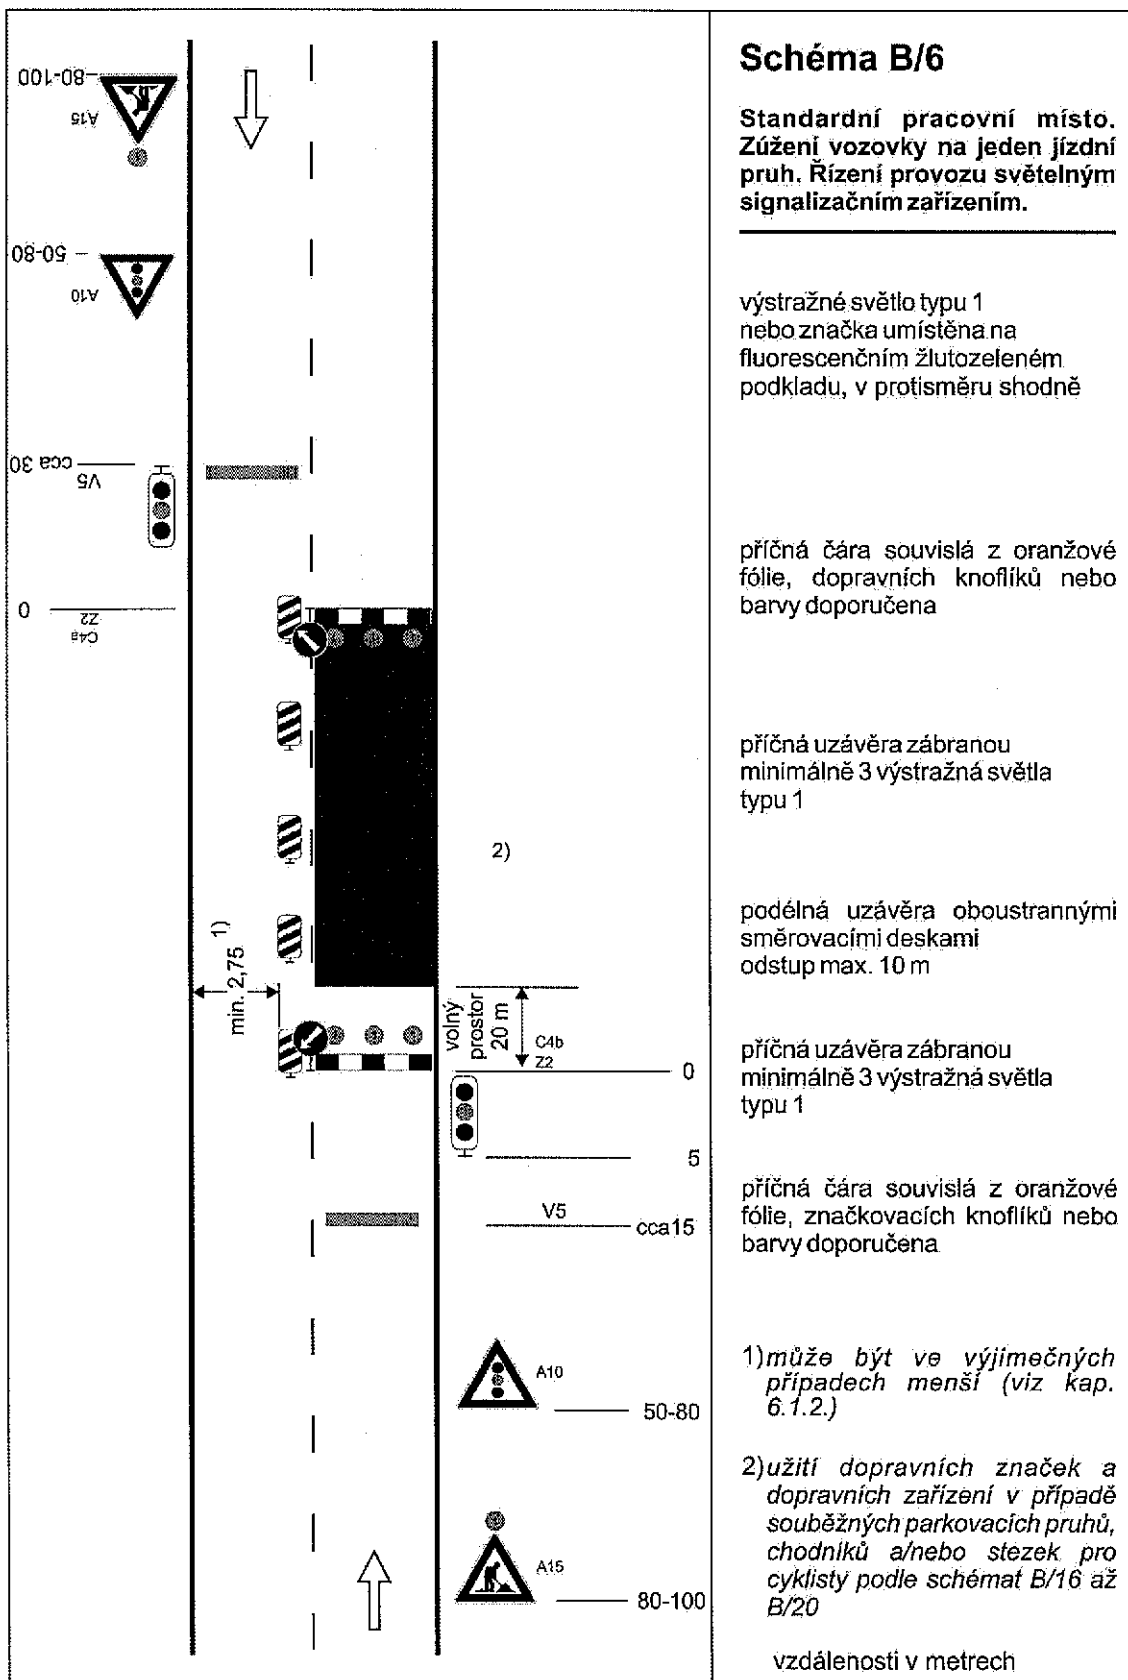 80-100
A15
50-80
A10
cca 30
V5
0
Z2
C4a
min. 2,75 1)
2)
volný
prostor
20 m
C4b
Z2
0
5
V5
cca15
A10
50-80
A15
80-100
Schéma B/6
Standardní pracovní místo.
Zúžení vozovky na jeden jízdní
pruh. Řízení provozu světelným
signalizačním zařízením.
výstražné světlo typu 1
nebo značka umístěna na
fluorescenčním žlutozeleném
podkladu, v protisměru shodně
příčná čára souvislá z oranžové
fólie, dopravních knoflíků nebo
barvy doporučena
příčná uzávěra zábranou
minimálně 3 výstražná světla
typu 1
podélná uzávěra oboustrannými
směrovacími deskami
odstup max. 10 m
příčná uzávěra zábranou
minimálně 3 výstražná světla
typu 1
příčná čára souvislá z oranžové
fólie, značkovacích knoflíků nebo
barvy doporučena
1) může být ve výjimečných
případech menší (viz kap.
6.1.2.)
2) užití dopravních značek a
dopravních zařízení v případě
souběžných parkovacích pruhů,
chodníků a/nebo stezek pro
cyklisty podle schémat B/16 až
B/20
vzdálenosti v metrech